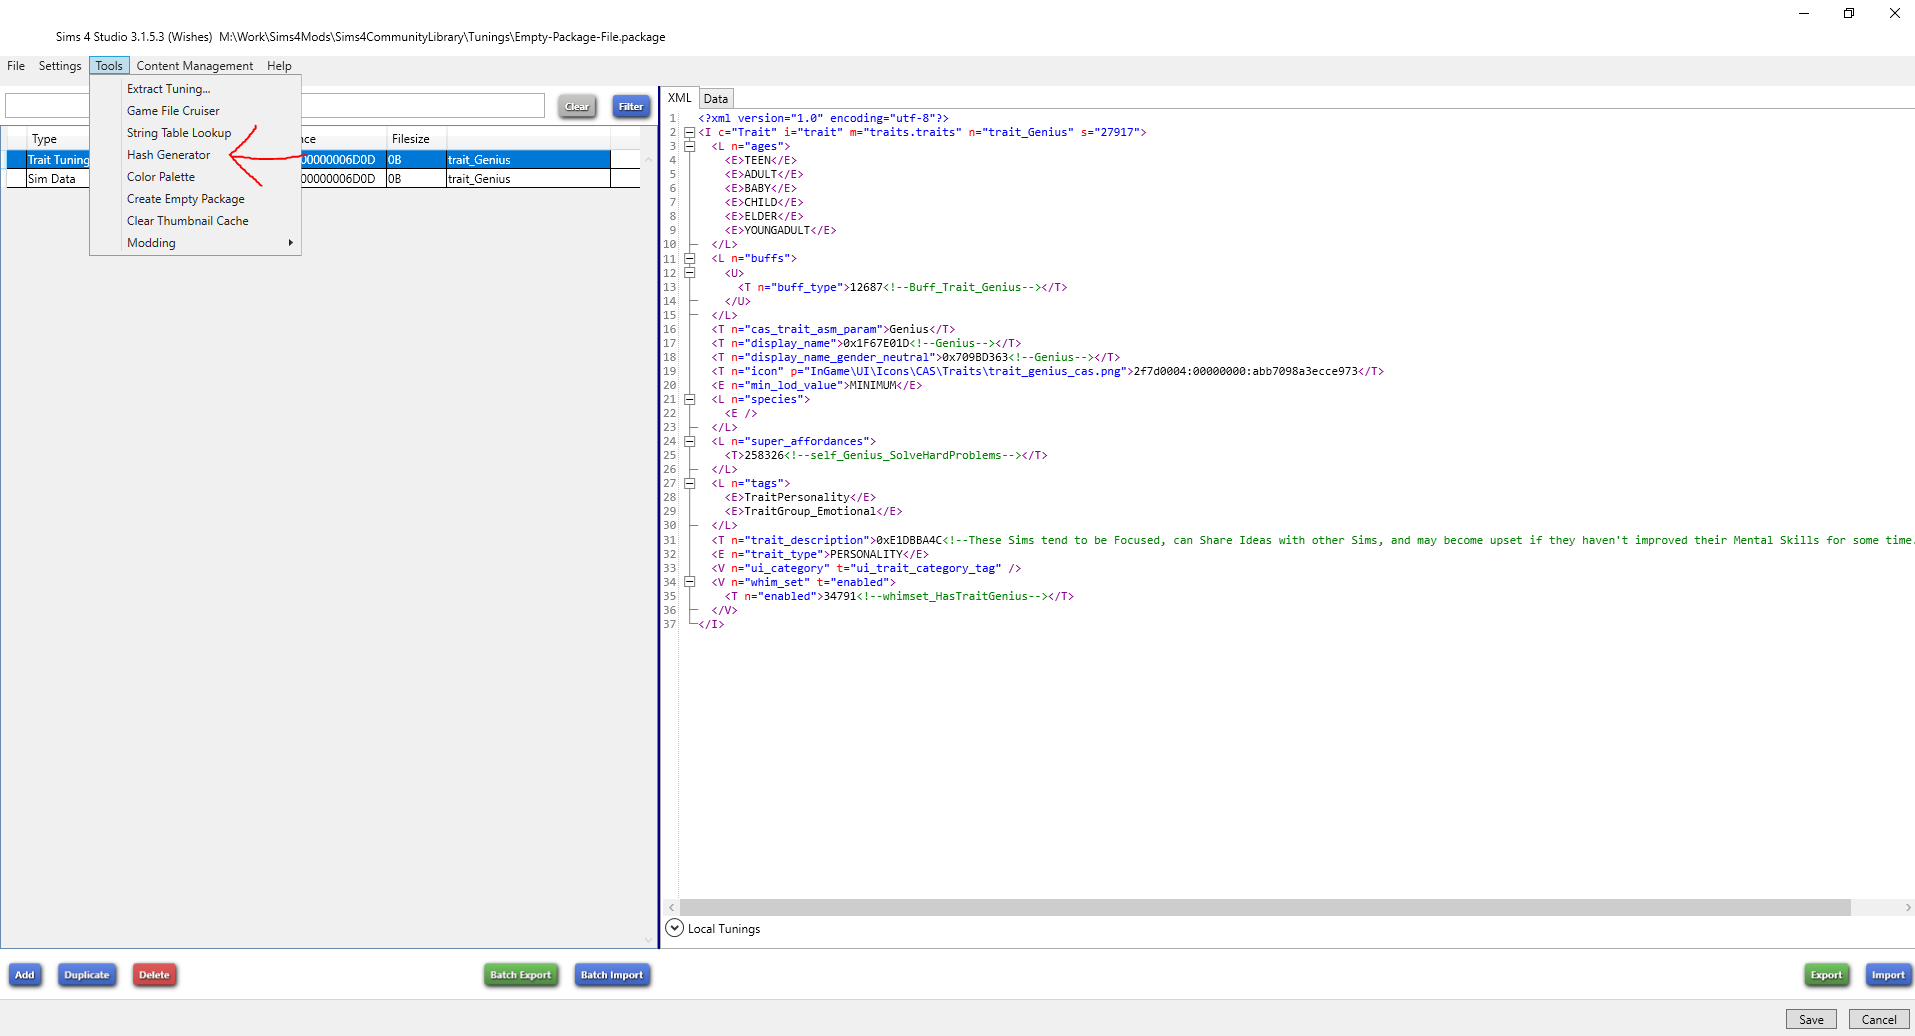 Sims 4 Studio 3.1.5.3 (Wishes)  M:\Work\Sims4Mods\Sims4CommunityLibrary\Tunings\Empty-Package-File.package
File Settings Tools Content Management Help
Extract Tuning...
Game File Cruiser
String Table Lookup
Hash Generator
Color Palette
Create Empty Package
Clear Thumbnail Cache
Modding
Clear Filter
Type nce Filesize
Trait Tuning 00000006D0D 0B trait_Genius
Sim Data 00000006D0D 0B trait_Genius
XML Data
1 <?xml version="1.0" encoding="utf-8"?>
2 <I c="Trait" i="trait" m="traits.traits" n="trait_Genius" s="27917">
3 <L n="ages">
4 <E>TEEN</E>
5 <E>ADULT</E>
6 <E>BABY</E>
7 <E>CHILD</E>
8 <E>ELDER</E>
9 <E>YOUNGADULT</E>
10 </L>
11 <L n="buffs">
12 <U>
13 <T n="buff_type">12687<!--Buff_Trait_Genius--></T>
14 </U>
15 </L>
16 <T n="cas_trait_asm_param">Genius</T>
17 <T n="display_name">0x1F67E01D<!--Genius--></T>
18 <T n="display_name_gender_neutral">0x709BD363<!--Genius--></T>
19 <T n="icon" p="InGame\UI\Icons\CAS\Traits\trait_genius_cas.png">2f7d0004:00000000:abb7098a3ecce973</T>
20 <E n="min_lod_value">MINIMUM</E>
21 <L n="species">
22 <E />
23 </L>
24 <L n="super_affordances">
25 <T>258326<!--self_Genius_SolveHardProblems--></T>
26 </L>
27 <L n="tags">
28 <E>TraitPersonality</E>
29 <E>TraitGroup_Emotional</E>
30 </L>
31 <T n="trait_description">0xE1DBBA4C<!--These Sims tend to be Focused, can Share Ideas with other Sims, and may become upset if they haven't improved their Mental Skills for some time.
32 <E n="trait_type">PERSONALITY</E>
33 <V n="ui_category" t="ui_trait_category_tag" />
34 <V n="whim_set" t="enabled">
35 <T n="enabled">34791<!--whimset_HasTraitGenius--></T>
36 </V>
37 </I>
Local Tunings
Add Duplicate Delete Batch Export Batch Import Export Import
Save Cancel